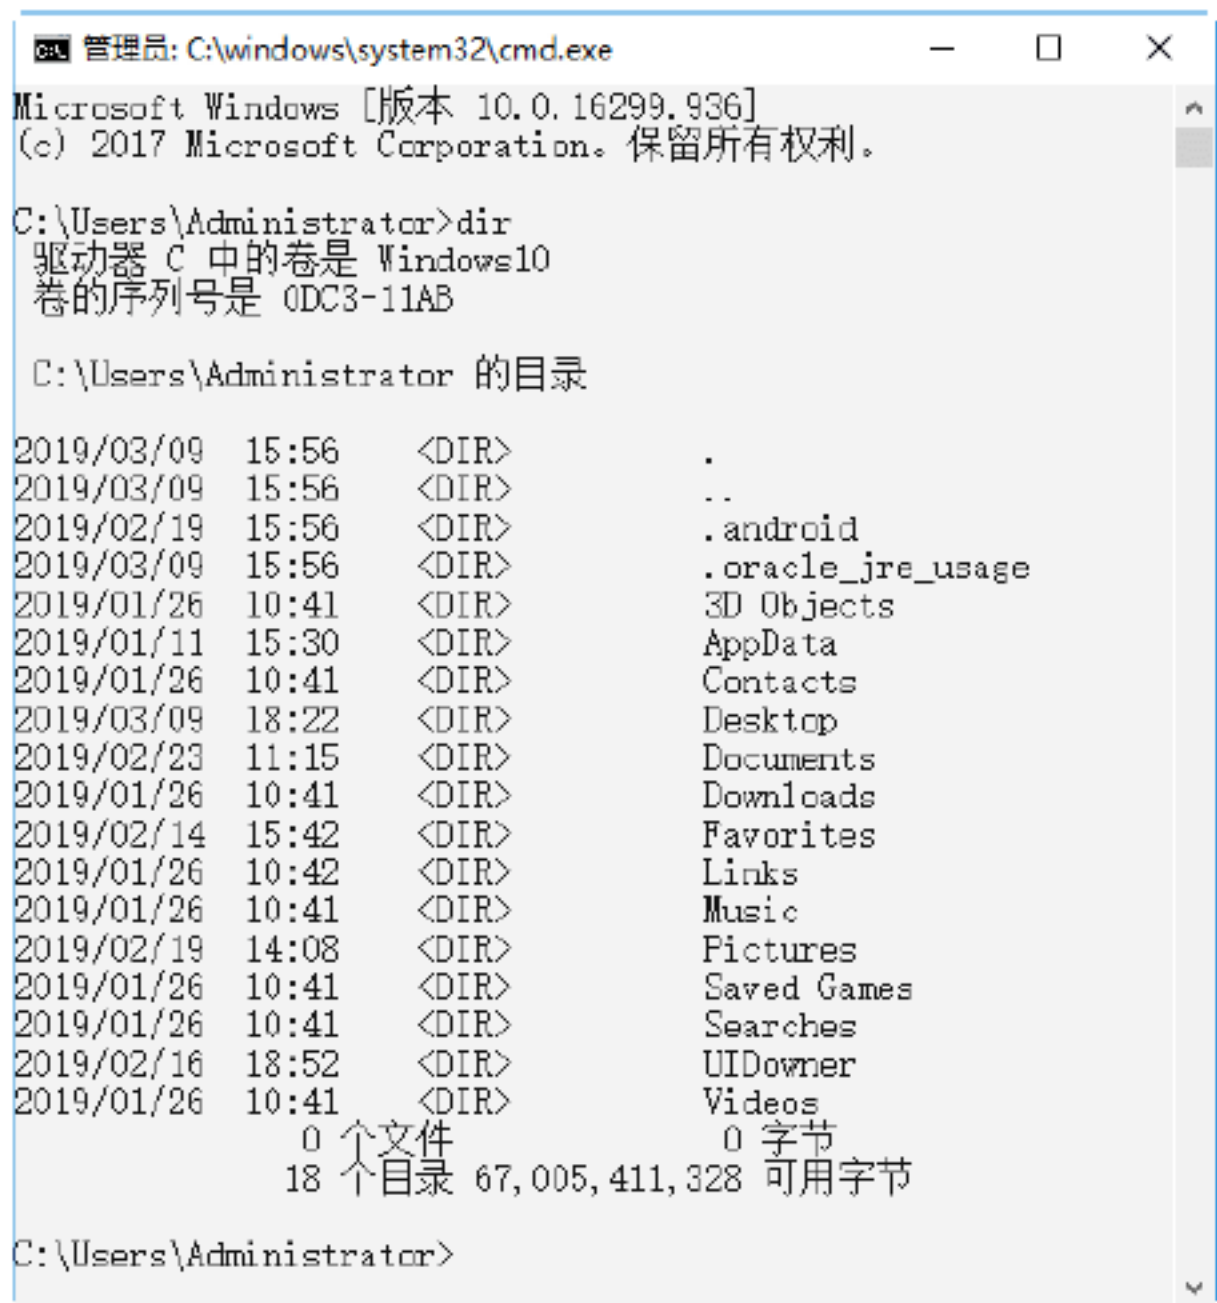 管理员: C:\windows\system32\cmd.exe
Microsoft Windows [版本 10.0.16299.936]
(c) 2017 Microsoft Corporation。保留所有权利。
C:\Users\Administrator>dir
驱动器 C 中的卷是 Windows10
卷的序列号是 0DC3-11AB
C:\Users\Administrator 的目录
2019/03/09  15:56    <DIR>          .
2019/03/09  15:56    <DIR>          ..
2019/02/19  15:56    <DIR>          .android
2019/03/09  15:56    <DIR>          .oracle_jre_usage
2019/01/26  10:41    <DIR>          3D Objects
2019/01/11  15:30    <DIR>          AppData
2019/01/26  10:41    <DIR>          Contacts
2019/03/09  18:22    <DIR>          Desktop
2019/02/23  11:15    <DIR>          Documents
2019/01/26  10:41    <DIR>          Downloads
2019/02/14  15:42    <DIR>          Favorites
2019/01/26  10:42    <DIR>          Links
2019/01/26  10:41    <DIR>          Music
2019/02/19  14:08    <DIR>          Pictures
2019/01/26  10:41    <DIR>          Saved Games
2019/01/26  10:41    <DIR>          Searches
2019/02/16  18:52    <DIR>          UIDowner
2019/01/26  10:41    <DIR>          Videos
0 个文件              0 字节
18 个目录 67,005,411,328 可用字节
C:\Users\Administrator>